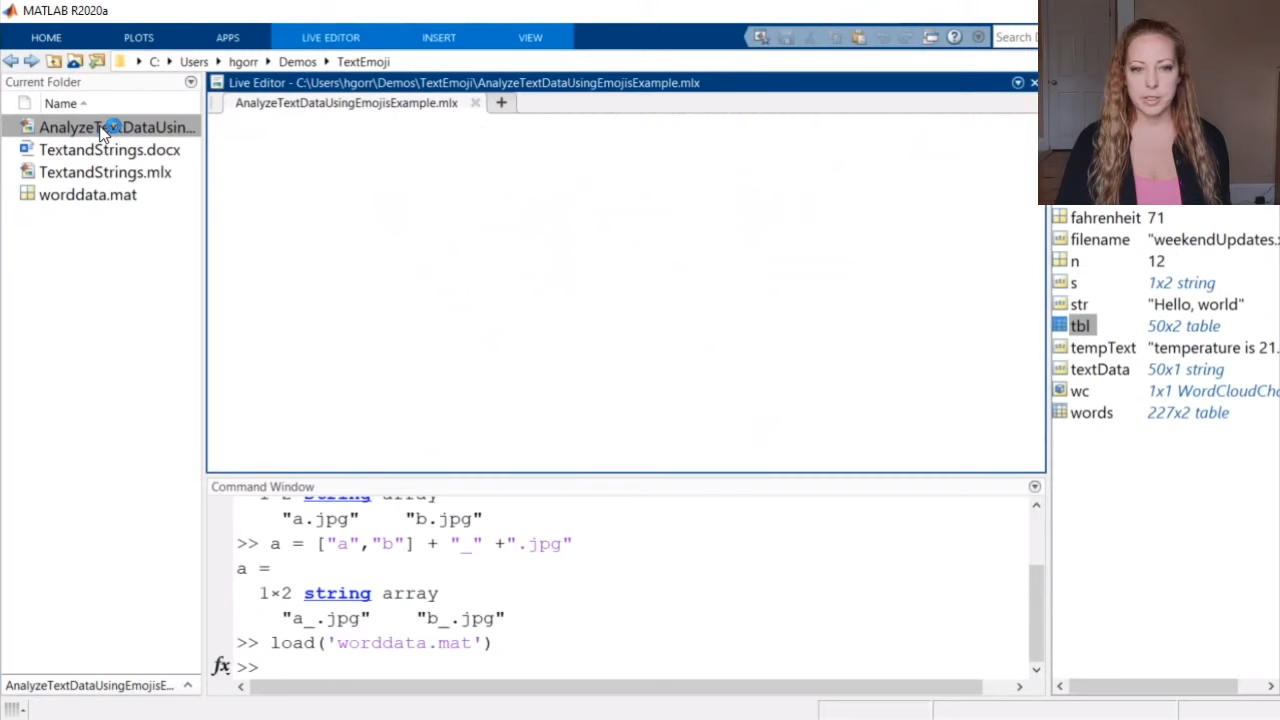 MATLAB R2020a
HOME PLOTS APPS LIVE EDITOR INSERT VIEW Search D
C: Users hgorr Demos TextEmoji
Current Folder
Name
AnalyzeTextDataUsin...
TextandStrings.docx
TextandStrings.mlx
worddata.mat
AnalyzeTextDataUsingEmojisE...
Live Editor - C:\Users\hgorr\Demos\TextEmoji\AnalyzeTextDataUsingEmojisExample.mlx
AnalyzeTextDataUsingEmojisExample.mlx
Command Window
string array
"a.jpg" "b.jpg"
>> a = ["a","b"] + "_" +".jpg"
a =
1×2 string array
"a_.jpg" "b_.jpg"
>> load('worddata.mat')
fx >>
fahrenheit 71
filename "weekendUpdates.x
n 12
s 1x2 string
str "Hello, world"
tbl 50x2 table
tempText "temperature is 21.
textData 50x1 string
wc 1x1 WordCloudCha
words 227x2 table